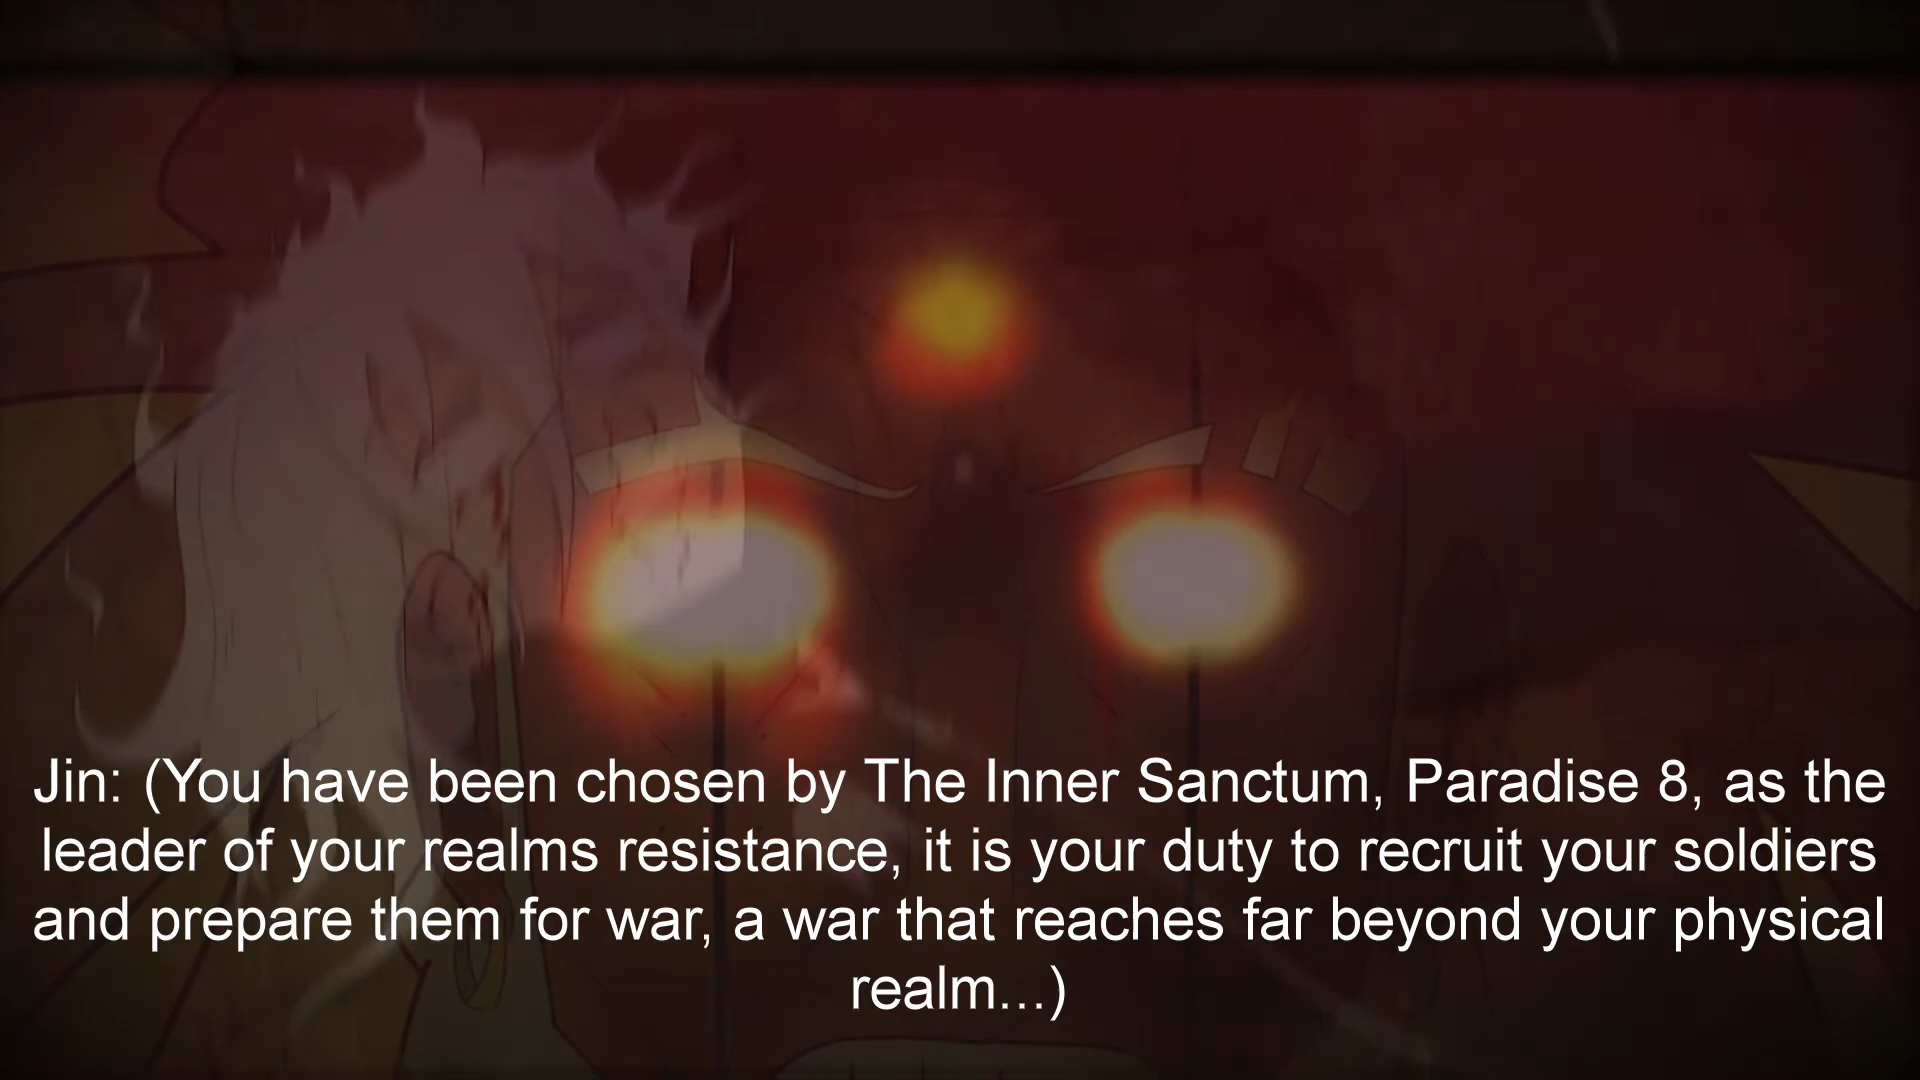 Jin: (You have been chosen by The Inner Sanctum, Paradise 8, as the
leader of your realms resistance, it is your duty to recruit your soldiers
and prepare them for war, a war that reaches far beyond your physical
realm…)